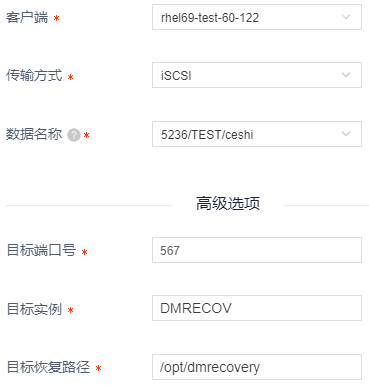 客户端 * rhel69-test-60-122
传输方式 * iSCSI
数据名称 ? * 5236/TEST/ceshi
高级选项
目标端口号 * 567
目标实例 * DMRECOV
目标恢复路径 * /opt/dmrecovery